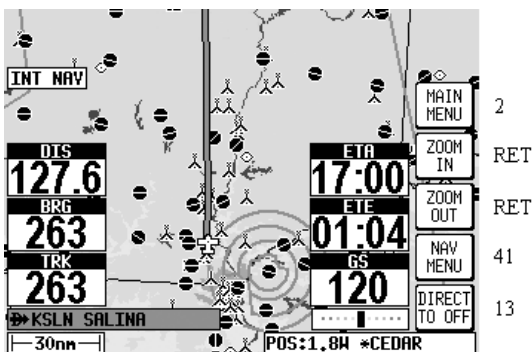 INT NAV
DIS
127.6
BRG
263
TRK
263
KSLN SALINA
30nm
ETA
17:00
ETE
01:04
GS
120
POS:1.8W *CEDAR
MAIN MENU
2
ZOOM IN
RET
ZOOM OUT
RET
NAV MENU
41
DIRECT TO OFF
13